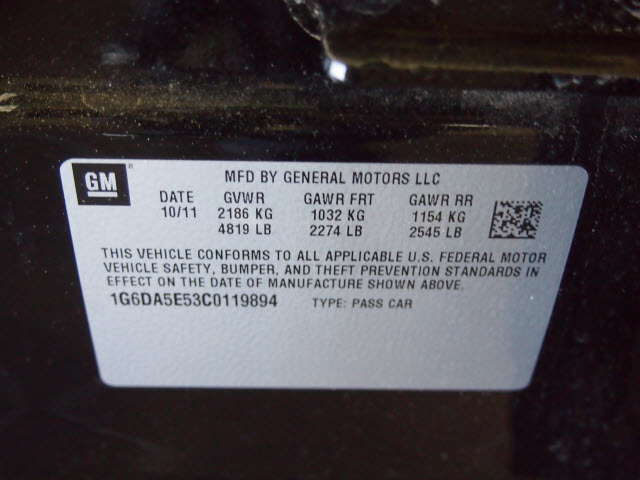 GM
MFD BY GENERAL MOTORS LLC
DATE GVWR GAWR FRT GAWR RR
10/11 2186 KG 1032 KG 1154 KG
4819 LB 2274 LB 2545 LB
THIS VEHICLE CONFORMS TO ALL APPLICABLE U.S. FEDERAL MOTOR
VEHICLE SAFETY, BUMPER, AND THEFT PREVENTION STANDARDS IN
EFFECT ON THE DATE OF MANUFACTURE SHOWN ABOVE.
1G6DA5E53C0119894 TYPE: PASS CAR